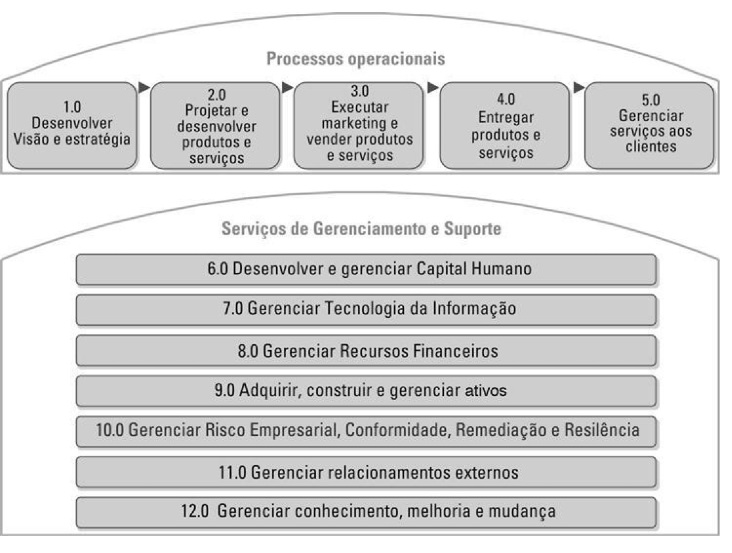 Processos operacionais
1.0
Desenvolver
Visão e estratégia
2.0
Projetar e
desenvolver
produtos e
serviços
3.0
Executar
marketing e
vender produtos
e serviços
4.0
Entregar
produtos e
serviços
5.0
Gerenciar
serviços aos
clientes
Serviços de Gerenciamento e Suporte
6.0 Desenvolver e gerenciar Capital Humano
7.0 Gerenciar Tecnologia da Informação
8.0 Gerenciar Recursos Financeiros
9.0 Adquirir, construir e gerenciar ativos
10.0 Gerenciar Risco Empresarial, Conformidade, Remediação e Resilência
11.0 Gerenciar relacionamentos externos
12.0 Gerenciar conhecimento, melhoria e mudança